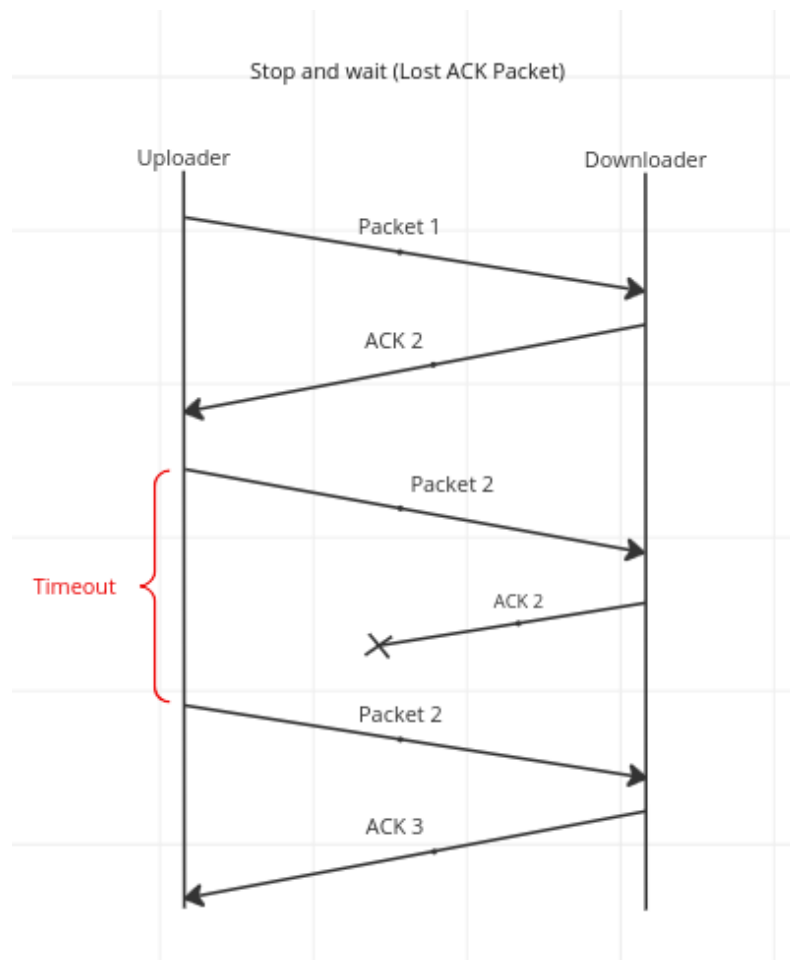 Stop and wait (Lost ACK Packet)
Uploader
Downloader
Packet 1
ACK 2
Packet 2
Timeout
ACK 2
Packet 2
ACK 3